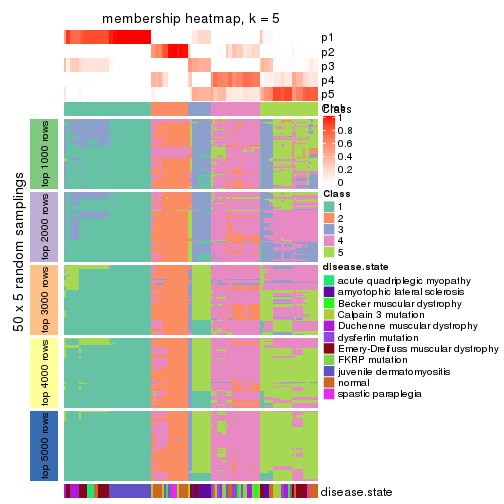 membership heatmap, k = 5
p1
p2
p3
p4
p5
Class
50 x 5 random samplings
top 1000 rows
top 2000 rows
top 3000 rows
top 4000 rows
top 5000 rows
disease.state
Class
1
0.8
0.6
0.4
0.2
0
Class
1
2
3
4
5
disease.state
acute quadriplegic myopathy
amyotophic lateral sclerosis
Becker muscular dystrophy
Calpain 3 mutation
Duchenne muscular dystrophy
dysferlin mutation
Emery-Dreifuss muscular dystrophy
FKRP mutation
juvenile dermatomyositis
normal
spastic paraplegia